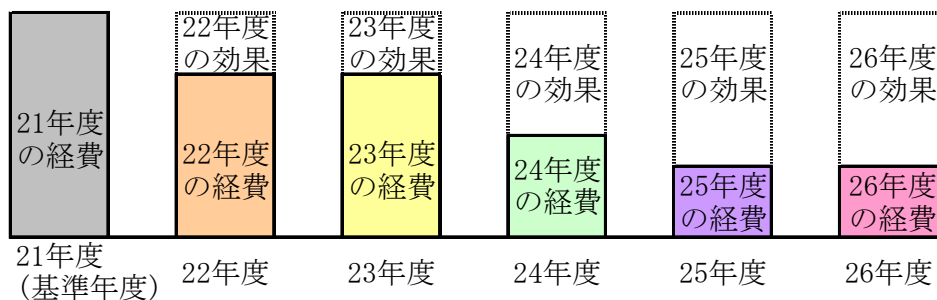 21年度
の経費
22年度
の効果
22年度
の経費
23年度
の効果
23年度
の経費
24年度
の効果
24年度
の経費
25年度
の効果
25年度
の経費
26年度
の効果
26年度
の経費
21年度
（基準年度）
22年度
23年度
24年度
25年度
26年度